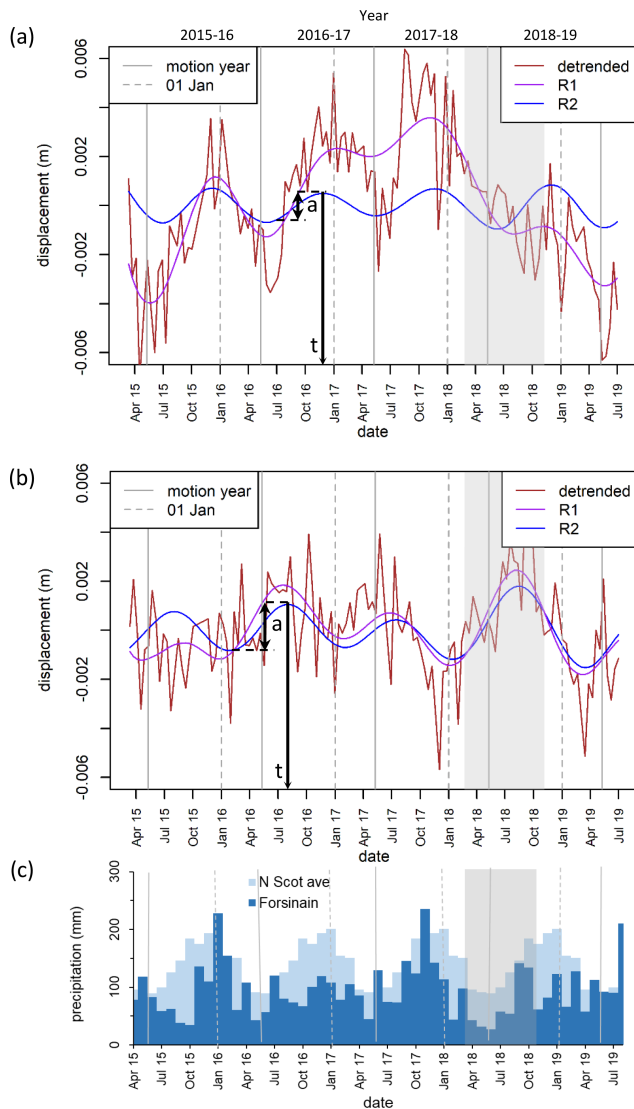 Year
(a)
2015-16 2016-17 2017-18 2018-19
0.006
0.002
-0.002
-0.006
displacement (m)
motion year
01 Jan
detrended
R1
R2
a
t
Apr 15 Jul 15 Oct 15 Jan 16 Apr 16 Jul 16 Oct 16 Jan 17 Apr 17 Jul 17 Oct 17 Jan 18 Apr 18 Jul 18 Oct 18 Jan 19 Apr 19 Jul 19
date
(b)
0.006
0.002
-0.002
-0.006
displacement (m)
motion year
01 Jan
detrended
R1
R2
a
t
Apr 15 Jul 15 Oct 15 Jan 16 Apr 16 Jul 16 Oct 16 Jan 17 Apr 17 Jul 17 Oct 17 Jan 18 Apr 18 Jul 18 Oct 18 Jan 19 Apr 19 Jul 19
date
(c)
300
200
100
0
precipitation (mm)
N Scot ave
Forsinain
Apr 15 Jul 15 Oct 15 Jan 16 Apr 16 Jul 16 Oct 16 Jan 17 Apr 17 Jul 17 Oct 17 Jan 18 Apr 18 Jul 18 Oct 18 Jan 19 Apr 19 Jul 19
date